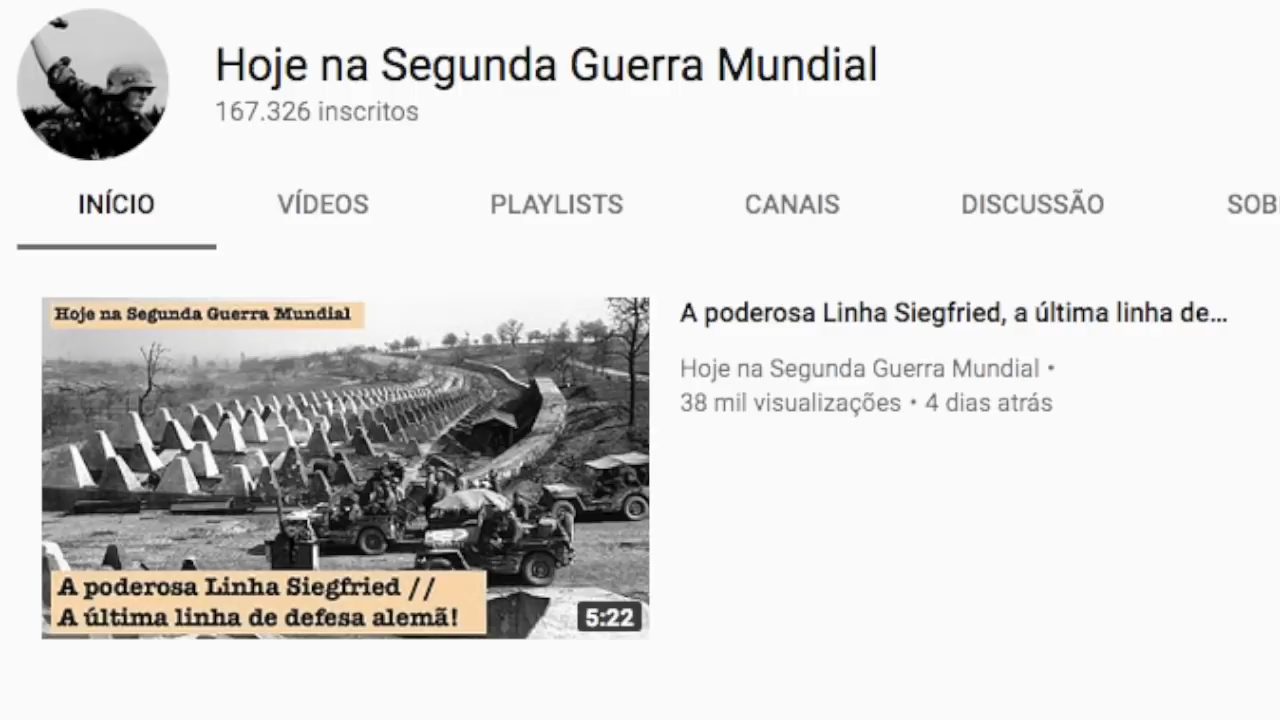 Hoje na Segunda Guerra Mundial
167.326 inscritos
INÍCIO VÍDEOS PLAYLISTS CANAIS DISCUSSÃO SOB
Hoje na Segunda Guerra Mundial
A poderosa Linha Siegfried //
A última linha de defesa alemã!
5:22
A poderosa Linha Siegfried, a última linha de...
Hoje na Segunda Guerra Mundial •
38 mil visualizações • 4 dias atrás